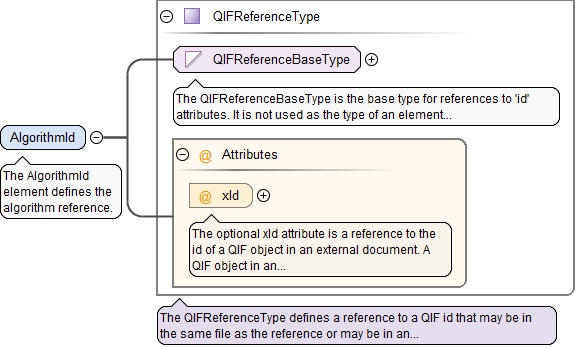 QIFReferenceType
QIFReferenceBaseType
The QIFReferenceBaseType is the base type for references to 'id'
attributes. It is not used as the type of an element...
AlgorithmId
The AlgorithmId
element defines the
algorithm reference.
@ Attributes
@ xId
The optional xId attribute is a reference to the
id of a QIF object in an external document. A
QIF object in an...
The QIFReferenceType defines a reference to a QIF id that may be in
the same file as the reference or may be in an...